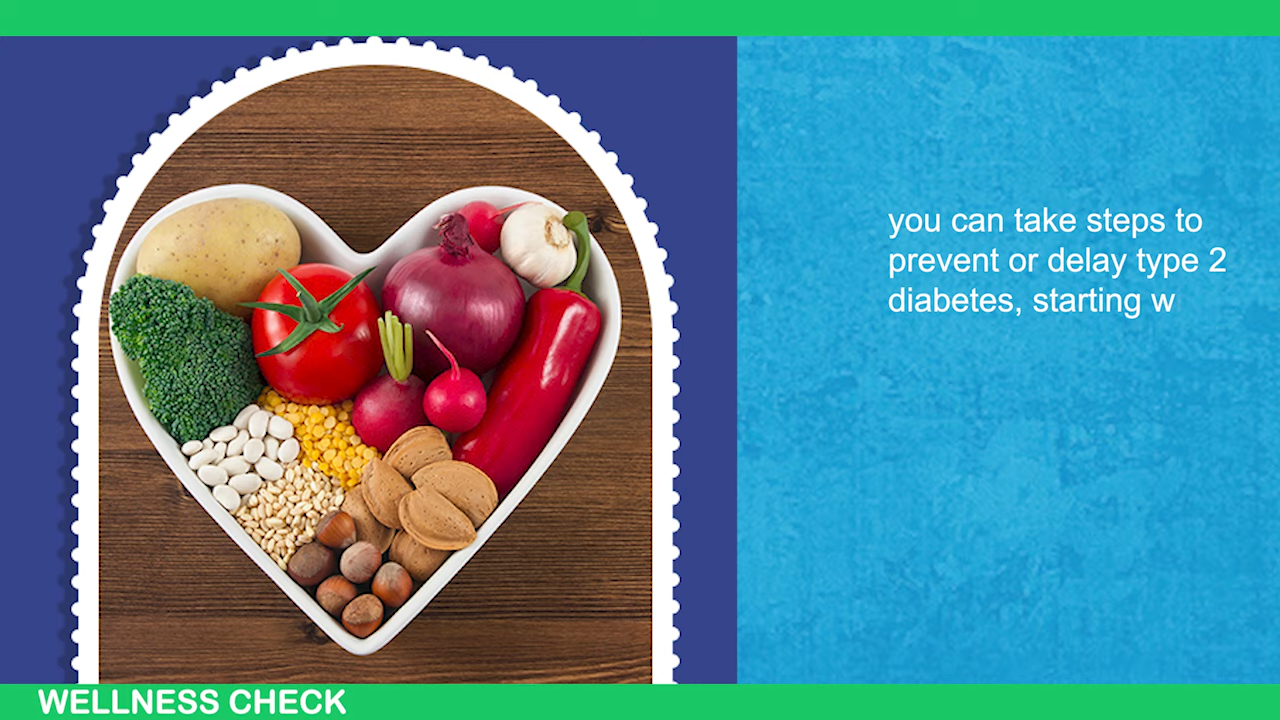 you can take steps to
prevent or delay type 2
diabetes, starting w
WELLNESS CHECK